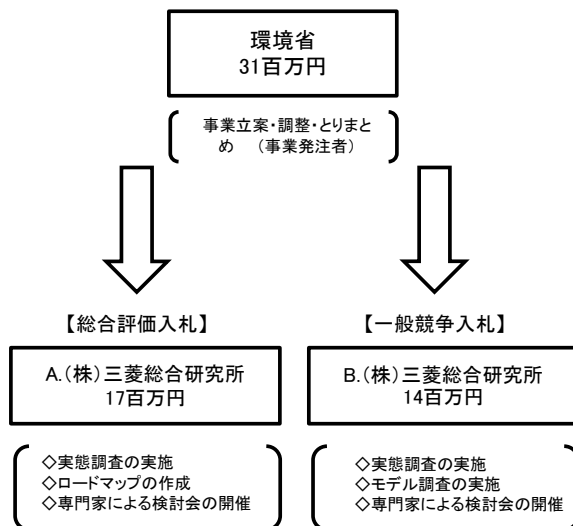 環境省
31百万円
事業立案・調整・とりまと
め （事業発注者）
【総合評価入札】
A.（株）三菱総合研究所
17百万円
◇実態調査の実施
◇ロードマップの作成
◇専門家による検討会の開催
【一般競争入札】
B.（株）三菱総合研究所
14百万円
◇実態調査の実施
◇モデル調査の実施
◇専門家による検討会の開催